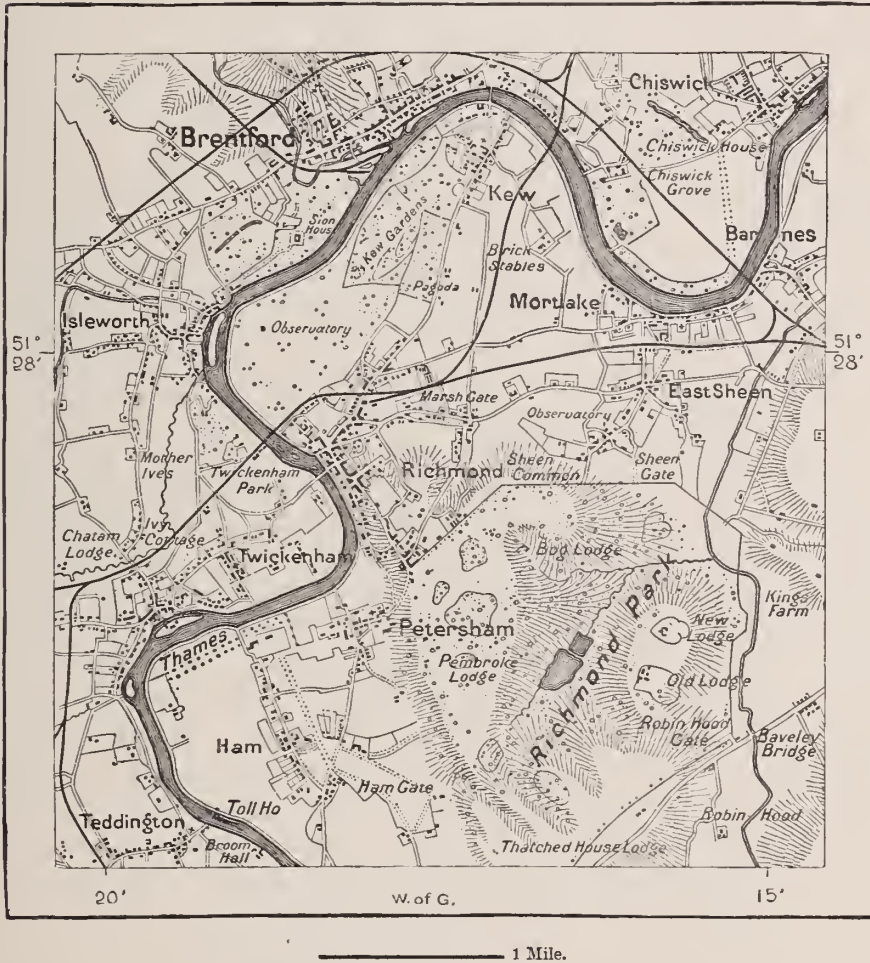 Chiswick
Brentford
Chiswick House
Chiswick
Grove
Kew
Sion
House
Kew Gardens
Barnes
Brick
Stables
Pagoda
Mortlake
Isleworth
Observatory
51°
28'
51°
28'
Marsh Gate
East Sheen
Observatory
Mother
Ives
Twickenham
Park
Richmond
Sheen
Common
Sheen
Gate
Chatam
Lodge
Ivy
Cottage
Twickenham
Bog Lodge
Kings
Farm
Petersham
New
Lodge
Thames
Pembroke
Lodge
Richmond Park
Old Lodge
Robin Hood
Gate
Baveley
Bridge
Ham
Ham Gate
Toll Ho
Robin Hood
Teddington
Broom
Hall
Thatched House Lodge
20'
W. of G.
15'
1 Mile.